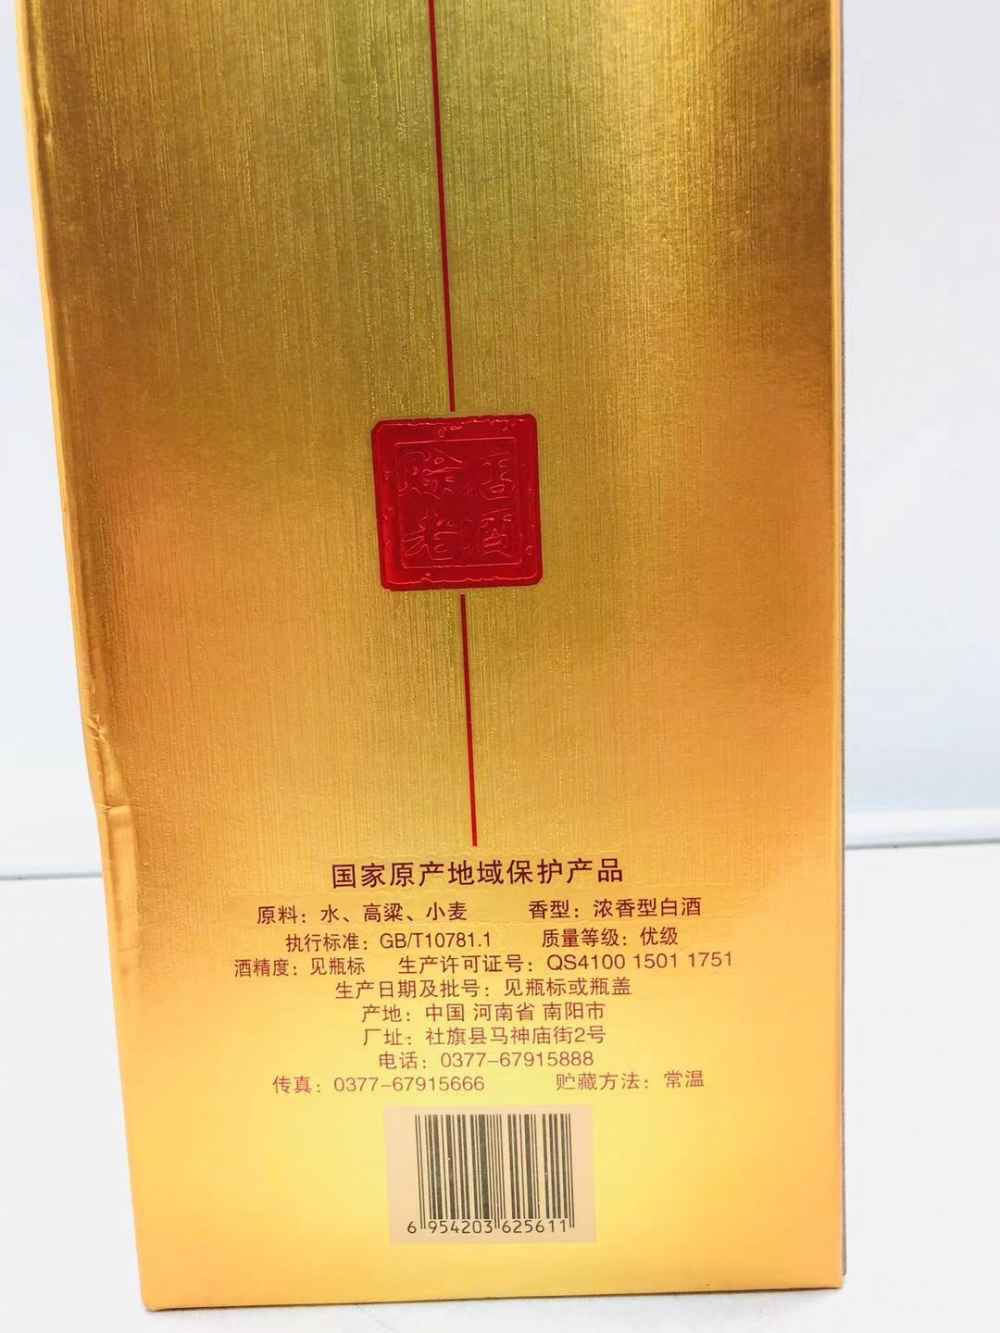 赊店
老酒
国家原产地域保护产品
原料：水、高粱、小麦 香型：浓香型白酒
执行标准：GB/T10781.1 质量等级：优级
酒精度：见瓶标 生产许可证号：QS4100 1501 1751
生产日期及批号：见瓶标或瓶盖
产地：中国 河南省 南阳市
厂址：社旗县马神庙街2号
电话：0377-67915888
传真：0377-67915666 贮藏方法：常温
6 954203 625611